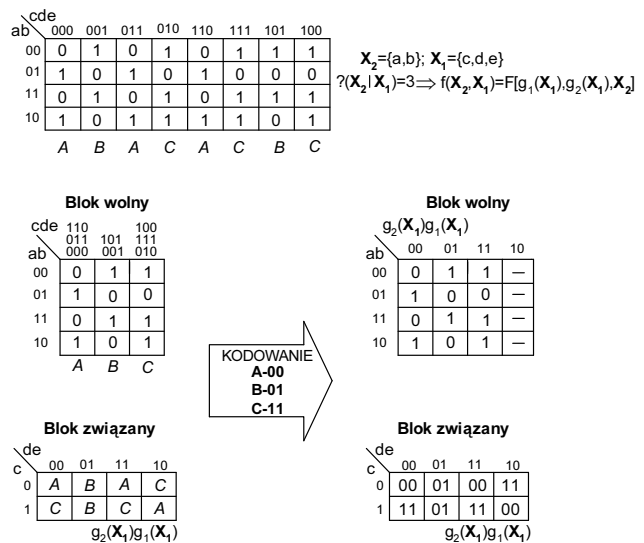 cde
ab 000 001 011 010 110 111 101 100
00 0 1 0 1 0 1 1 1
01 1 0 1 0 1 0 0 0
11 0 1 0 1 0 1 1 1
10 1 0 1 1 1 1 0 1
A B A C A C B C
X₂={a,b}; X₁={c,d,e}
?(X₂|X₁)=3⇒ f(X₂,X₁)=F[g₁(X₁),g₂(X₁),X₂]
Blok wolny
cde
110
011 101 100
000 001 111
010
ab
00 0 1 1
01 1 0 0
11 0 1 1
10 1 0 1
A B C
KODOWANIE
A-00
B-01
C-11
Blok wolny
g₂(X₁)g₁(X₁)
ab 00 01 11 10
00 0 1 1 —
01 1 0 0 —
11 0 1 1 —
10 1 0 1 —
Blok związany
de
c 00 01 11 10
0 A B A C
1 C B C A
g₂(X₁)g₁(X₁)
Blok związany
de
c 00 01 11 10
0 00 01 00 11
1 11 01 11 00
g₂(X₁)g₁(X₁)